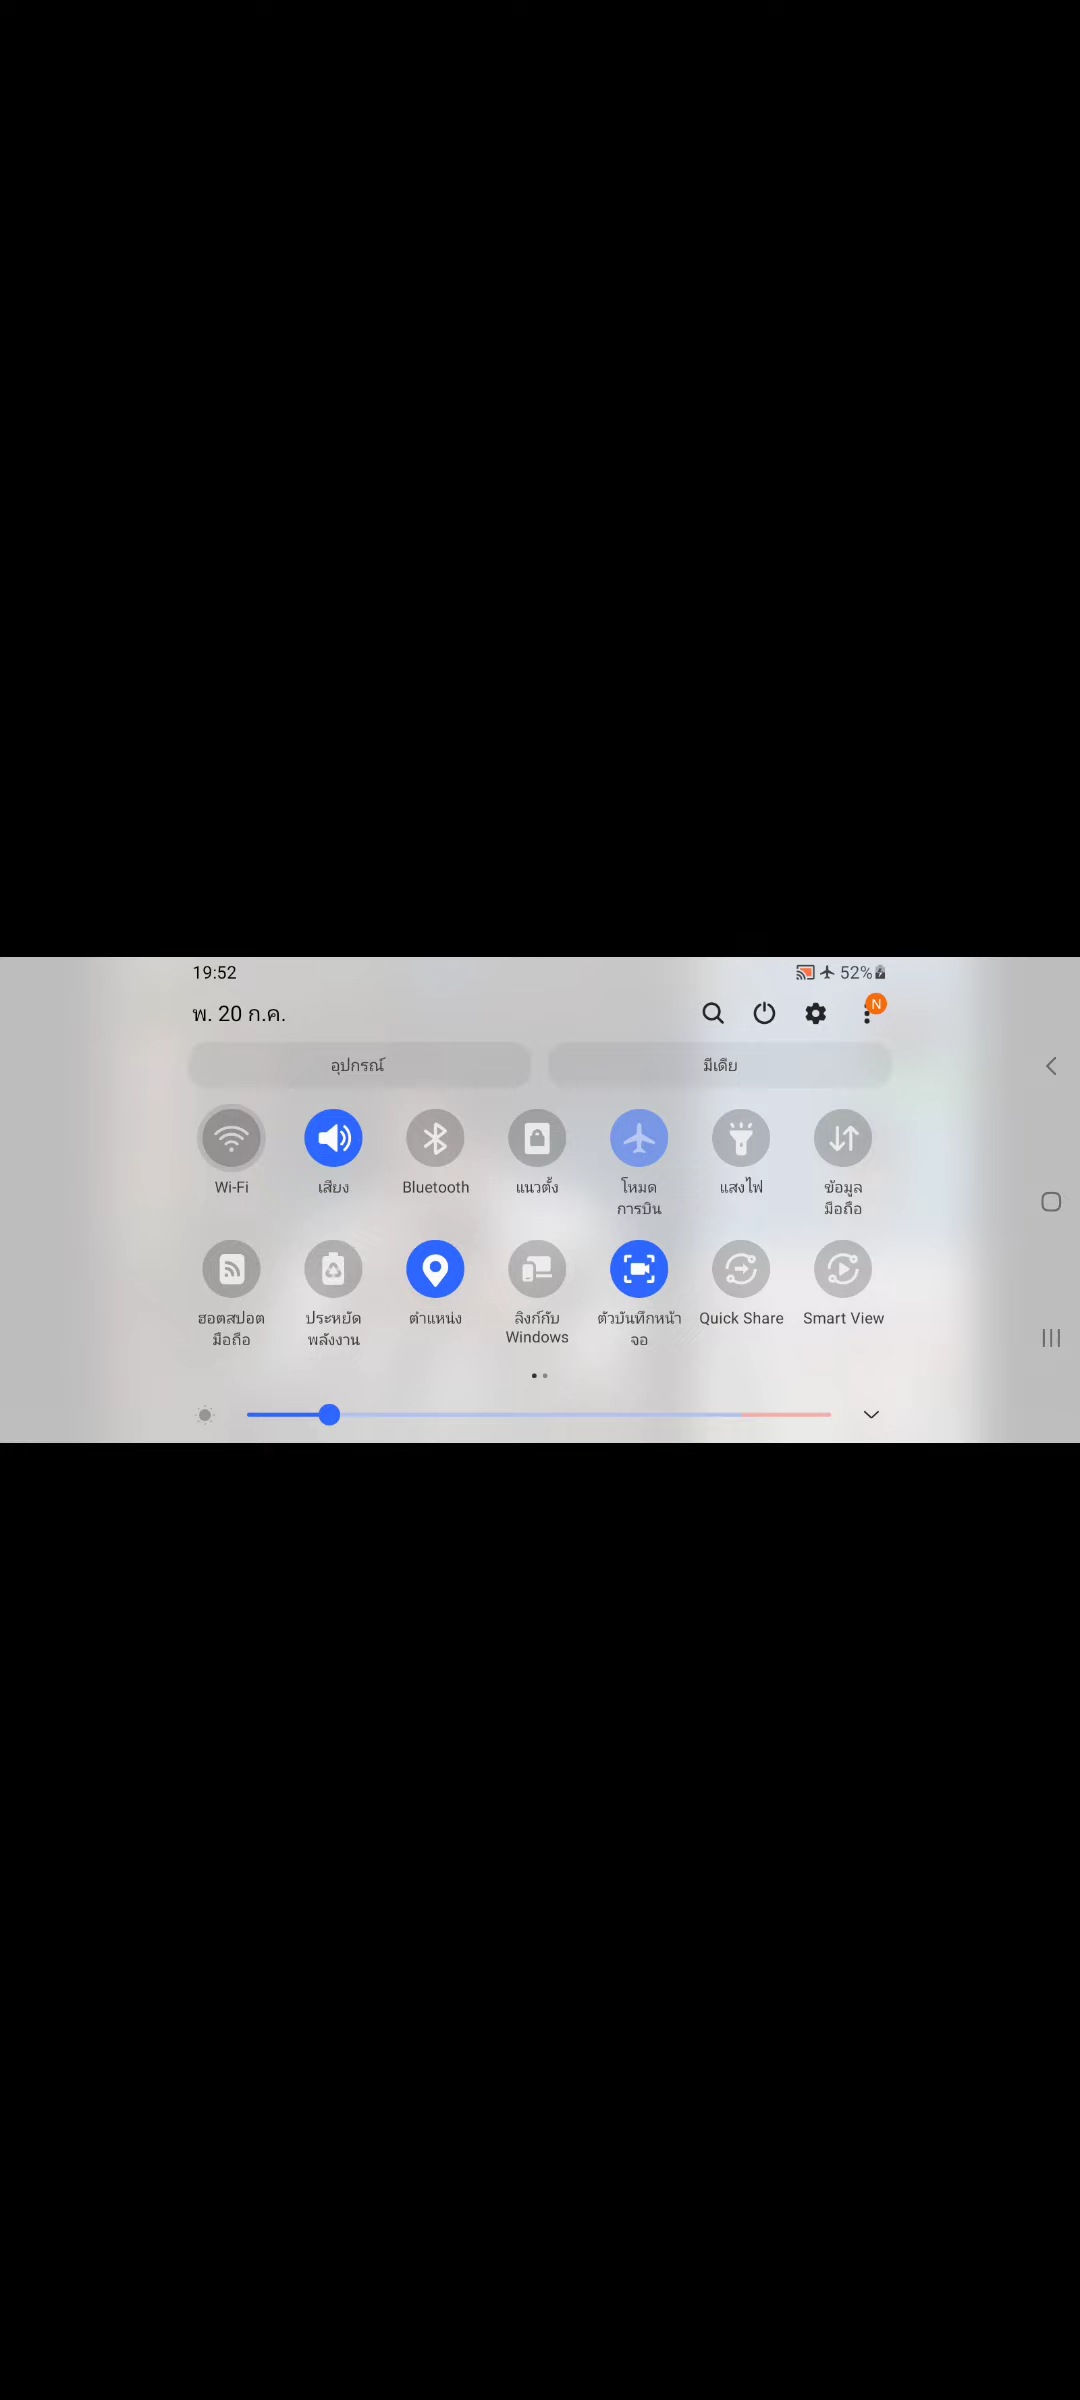 19:52
52%
พ. 20 ก.ค.
N
อุปกรณ์ มีเดีย
Wi-Fi เสียง Bluetooth แนวตั้ง โหมด แสงไฟ ข้อมูล
การบิน มือถือ
ฮอตสปอต ประหยัด ตำแหน่ง ลิงก์กับ ตัวบันทึกหน้า Quick Share Smart View
มือถือ พลังงาน Windows จอ